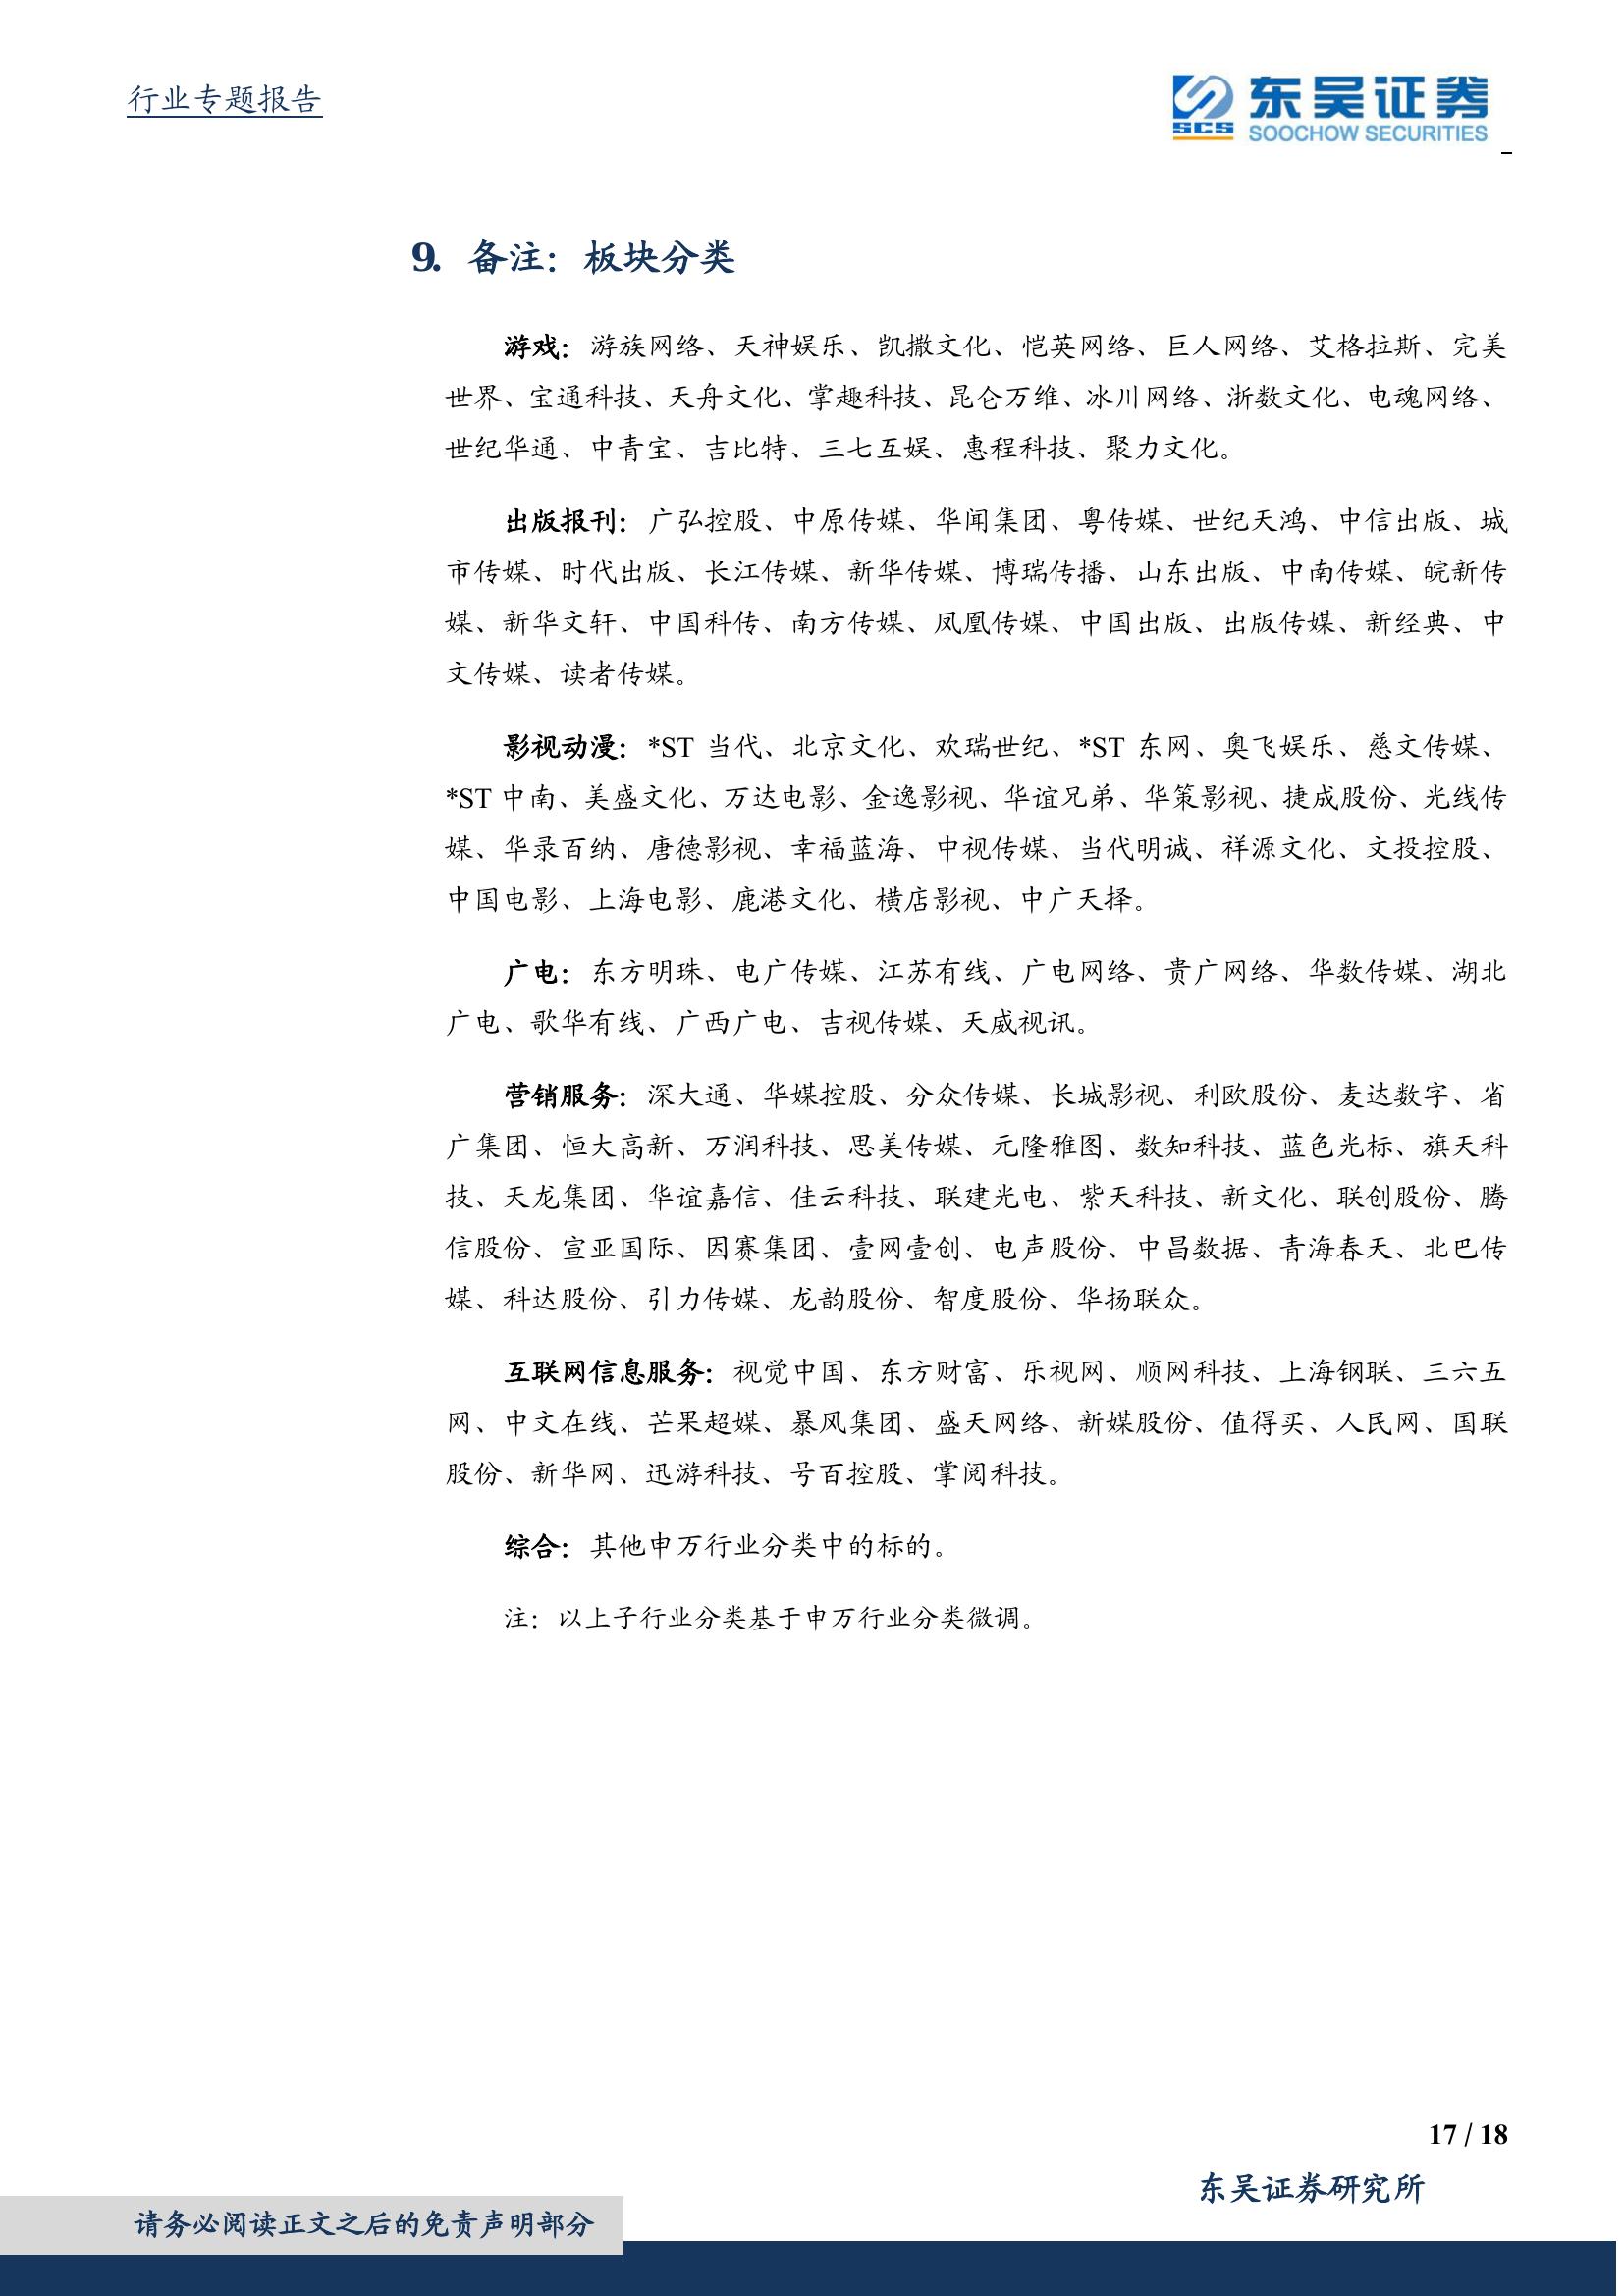 行业专题报告
SCS
东吴证券
SOOCHOW SECURITIES
9. 备注：板块分类
游戏：游族网络、天神娱乐、凯撒文化、恺英网络、巨人网络、艾格拉斯、完美
世界、宝通科技、天舟文化、掌趣科技、昆仑万维、冰川网络、浙数文化、电魂网络、
世纪华通、中青宝、吉比特、三七互娱、惠程科技、聚力文化。
出版报刊：广弘控股、中原传媒、华闻集团、粤传媒、世纪天鸿、中信出版、城
市传媒、时代出版、长江传媒、新华传媒、博瑞传播、山东出版、中南传媒、皖新传
媒、新华文轩、中国科传、南方传媒、凤凰传媒、中国出版、出版传媒、新经典、中
文传媒、读者传媒。
影视动漫：*ST 当代、北京文化、欢瑞世纪、*ST 东网、奥飞娱乐、慈文传媒、
*ST 中南、美盛文化、万达电影、金逸影视、华谊兄弟、华策影视、捷成股份、光线传
媒、华录百纳、唐德影视、幸福蓝海、中视传媒、当代明诚、祥源文化、文投控股、
中国电影、上海电影、鹿港文化、横店影视、中广天择。
广电：东方明珠、电广传媒、江苏有线、广电网络、贵广网络、华数传媒、湖北
广电、歌华有线、广西广电、吉视传媒、天威视讯。
营销服务：深大通、华媒控股、分众传媒、长城影视、利欧股份、麦达数字、省
广集团、恒大高新、万润科技、思美传媒、元隆雅图、数知科技、蓝色光标、旗天科
技、天龙集团、华谊嘉信、佳云科技、联建光电、紫天科技、新文化、联创股份、腾
信股份、宣亚国际、因赛集团、壹网壹创、电声股份、中昌数据、青海春天、北巴传
媒、科达股份、引力传媒、龙韵股份、智度股份、华扬联众。
互联网信息服务：视觉中国、东方财富、乐视网、顺网科技、上海钢联、三六五
网、中文在线、芒果超媒、暴风集团、盛天网络、新媒股份、值得买、人民网、国联
股份、新华网、迅游科技、号百控股、掌阅科技。
综合：其他申万行业分类中的标的。
注：以上子行业分类基于申万行业分类微调。
17 / 18
东吴证券研究所
请务必阅读正文之后的免责声明部分